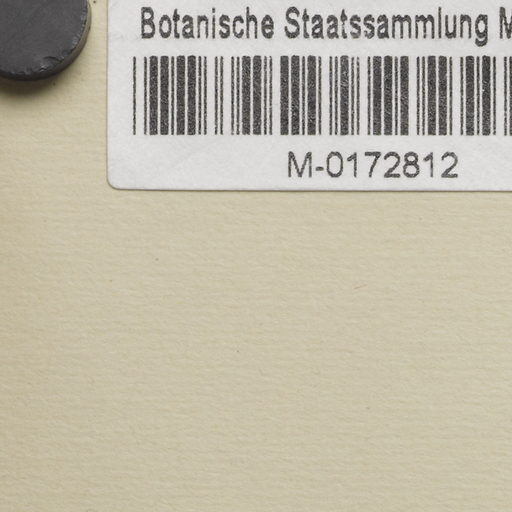 Botanische Staatssammlung M
M-0172812